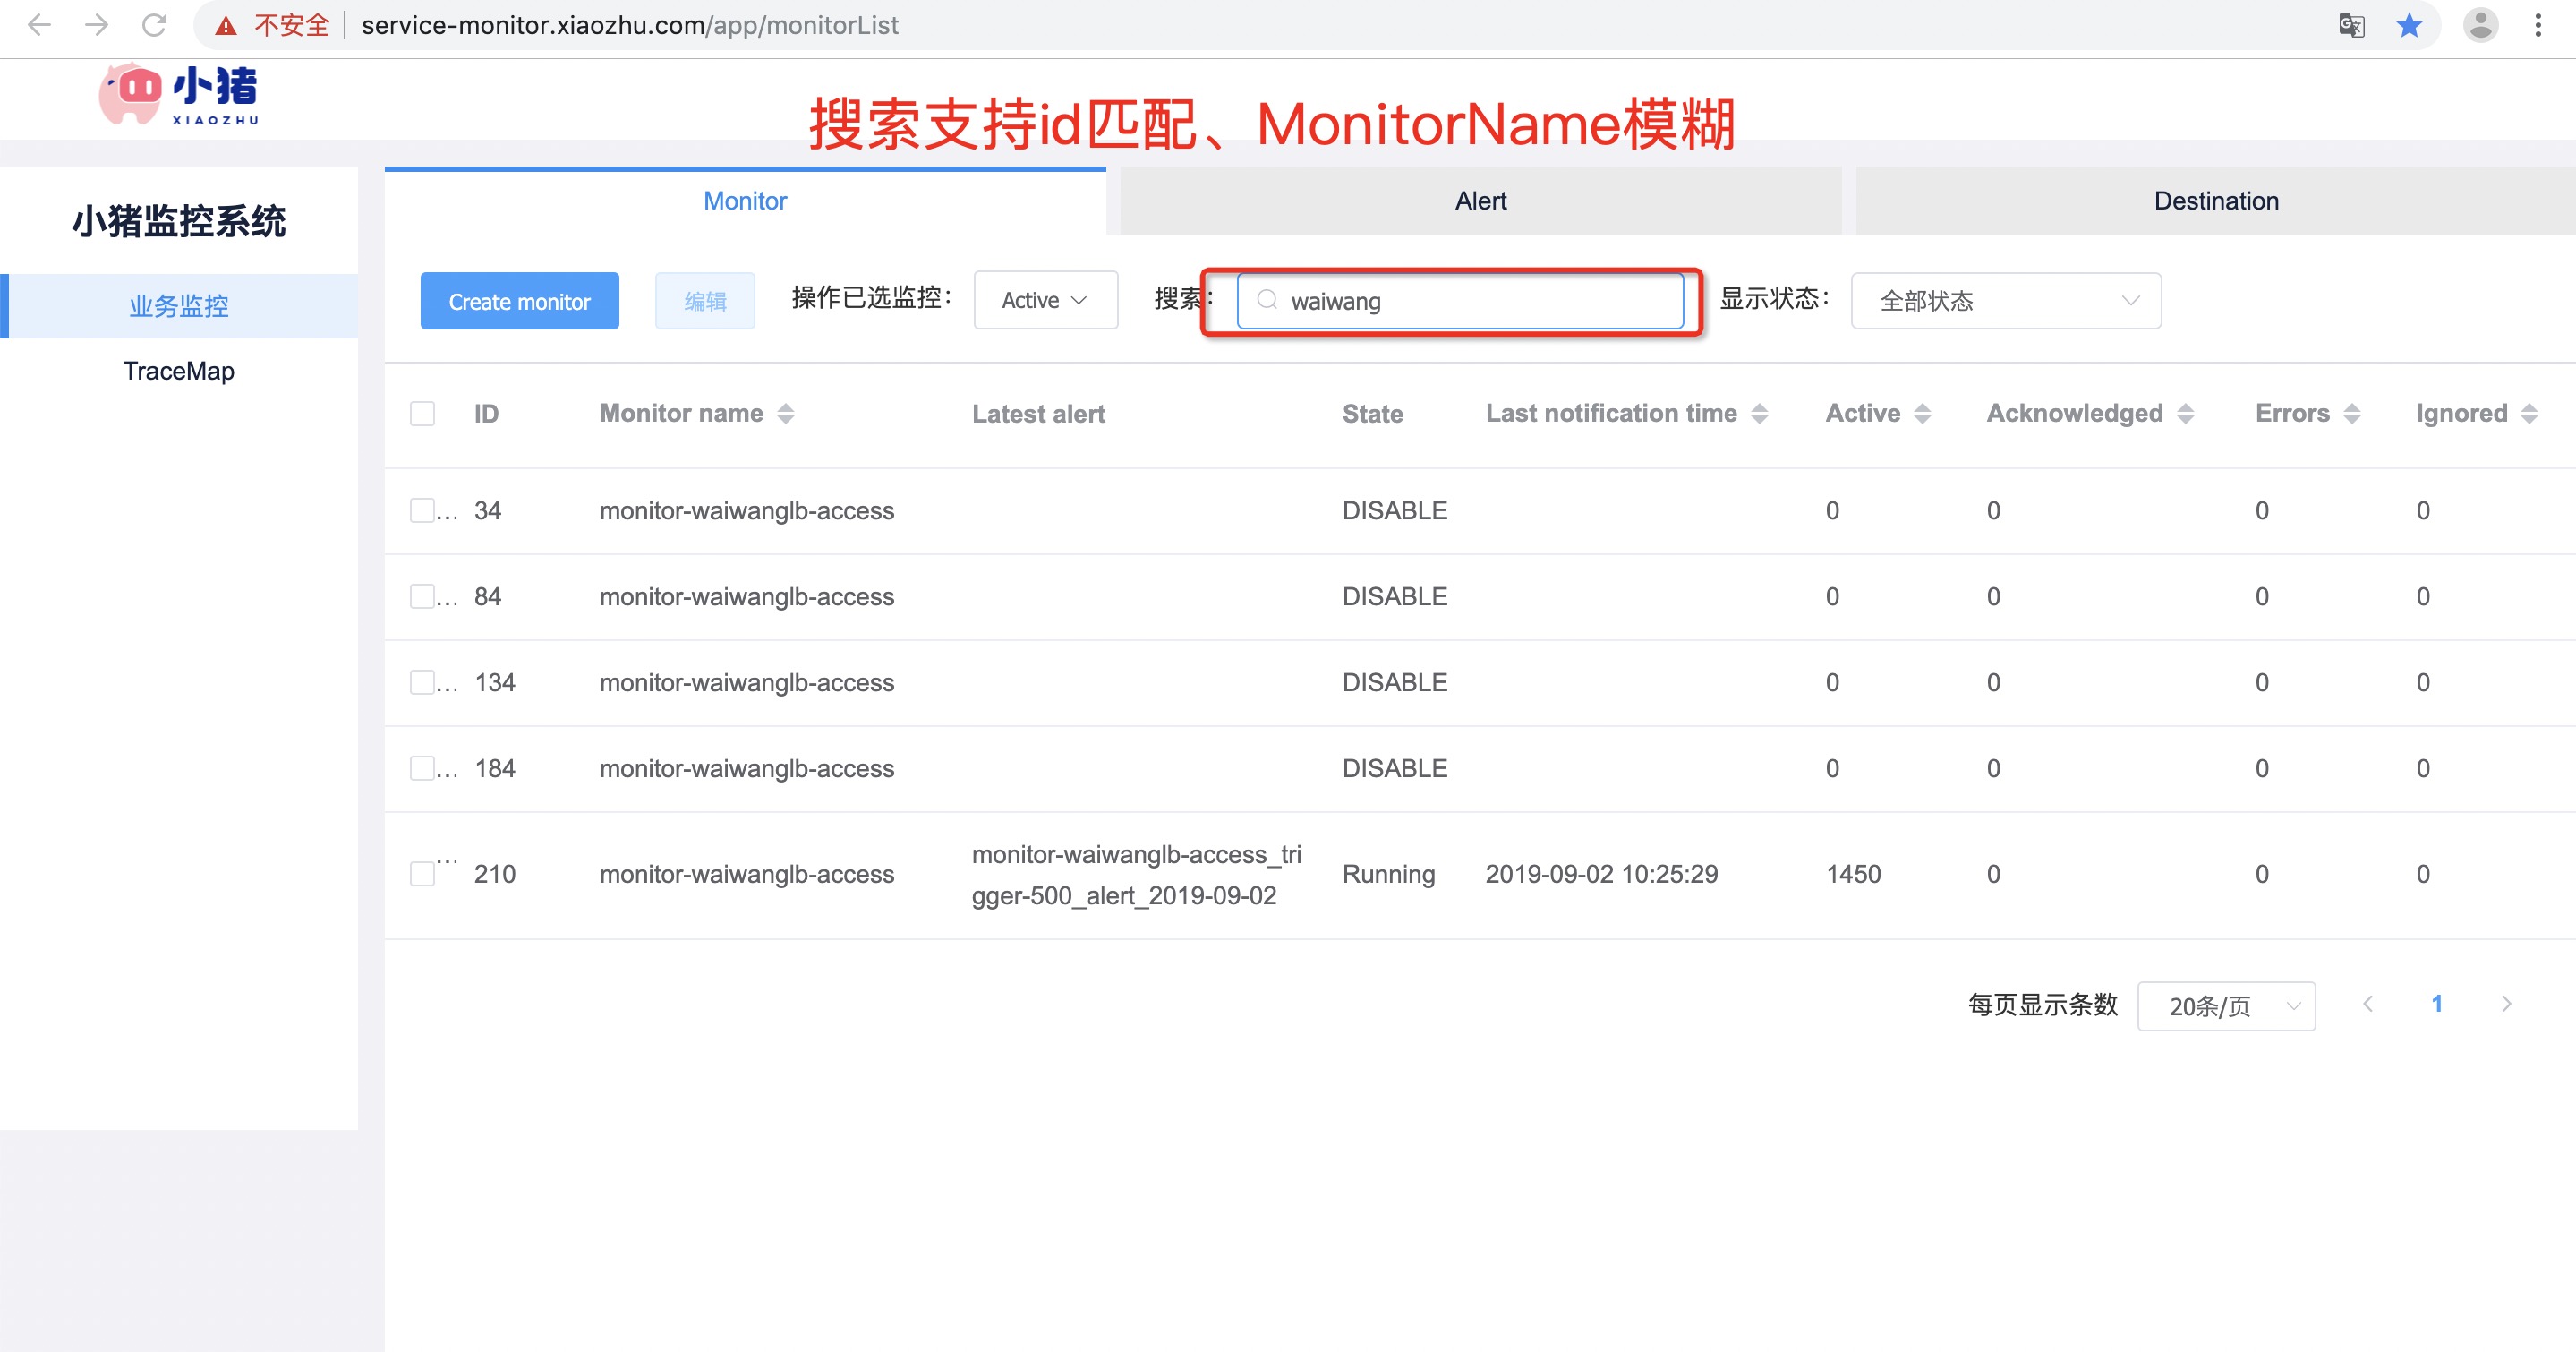 不安全 service-monitor.xiaozhu.com/app/monitorList
小猪
XIAOZHU
搜索支持id匹配、MonitorName模糊
小猪监控系统
业务监控
TraceMap
Monitor Alert Destination
Create monitor 编辑 操作已选监控： Active 搜索： waiwang 显示状态： 全部状态
ID Monitor name Latest alert State Last notification time Active Acknowledged Errors Ignored
... 34 monitor-waiwanglb-access DISABLE 0 0 0 0
... 84 monitor-waiwanglb-access DISABLE 0 0 0 0
... 134 monitor-waiwanglb-access DISABLE 0 0 0 0
... 184 monitor-waiwanglb-access DISABLE 0 0 0 0
... 210 monitor-waiwanglb-access monitor-waiwanglb-access_tri Running 2019-09-02 10:25:29 1450 0 0 0
gger-500_alert_2019-09-02
每页显示条数 20条/页 1